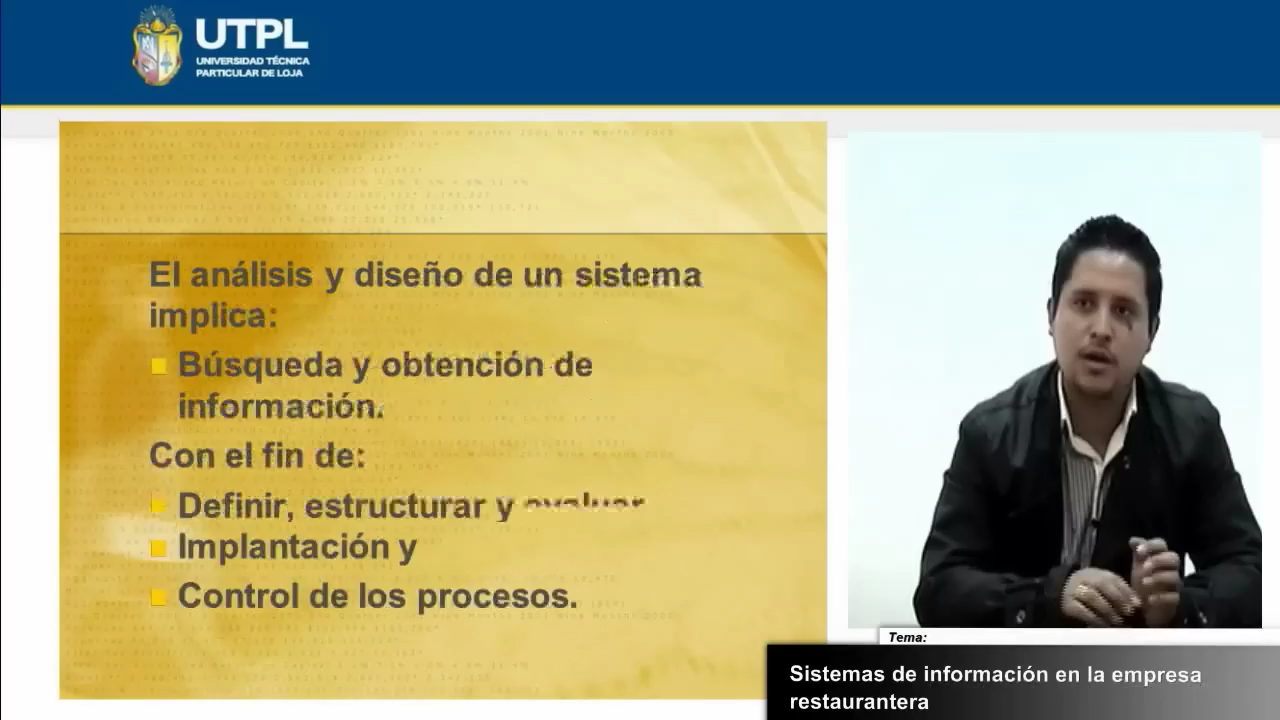 UTPL
UNIVERSIDAD TÉCNICA
PARTICULAR DE LOJA
El análisis y diseño de un sistema
implica:
Búsqueda y obtención de
información.
Con el fin de:
Definir, estructurar y evaluar
Implantación y
Control de los procesos.
Tema:
Sistemas de información en la empresa
restaurantera